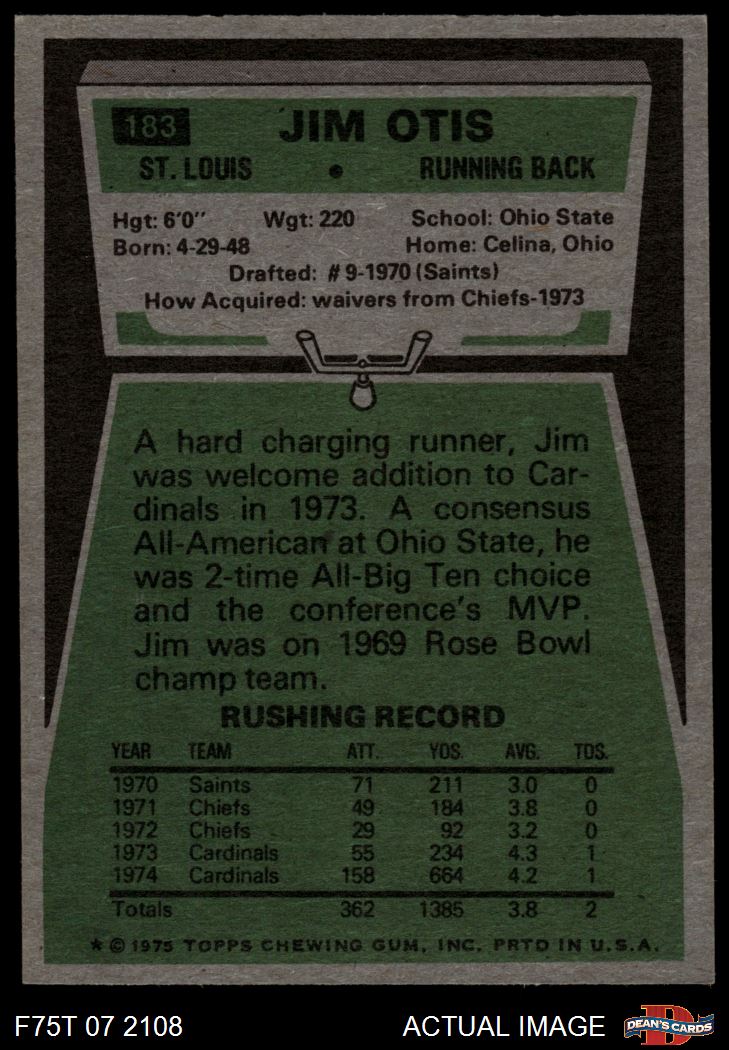 183 JIM OTIS
ST. LOUIS • RUNNING BACK
Hgt: 6'0" Wgt: 220 School: Ohio State
Born: 4-29-48 Home: Celina, Ohio
Drafted: #9-1970 (Saints)
How Acquired: waivers from Chiefs-1973
A hard charging runner, Jim
was welcome addition to Car-
dinals in 1973. A consensus
All-American at Ohio State, he
was 2-time All-Big Ten choice
and the conference's MVP.
Jim was on 1969 Rose Bowl
champ team.
RUSHING RECORD
YEAR TEAM ATT. YDS. AVG. TDS.
1970 Saints 71 211 3.0 0
1971 Chiefs 49 184 3.8 0
1972 Chiefs 29 92 3.2 0
1973 Cardinals 55 234 4.3 1
1974 Cardinals 158 664 4.2 1
Totals 362 1385 3.8 2
* © 1975 TOPPS CHEWING GUM, INC. PRTD IN U.S.A.
F75T 07 2108 ACTUAL IMAGE DEAN'S CARDS